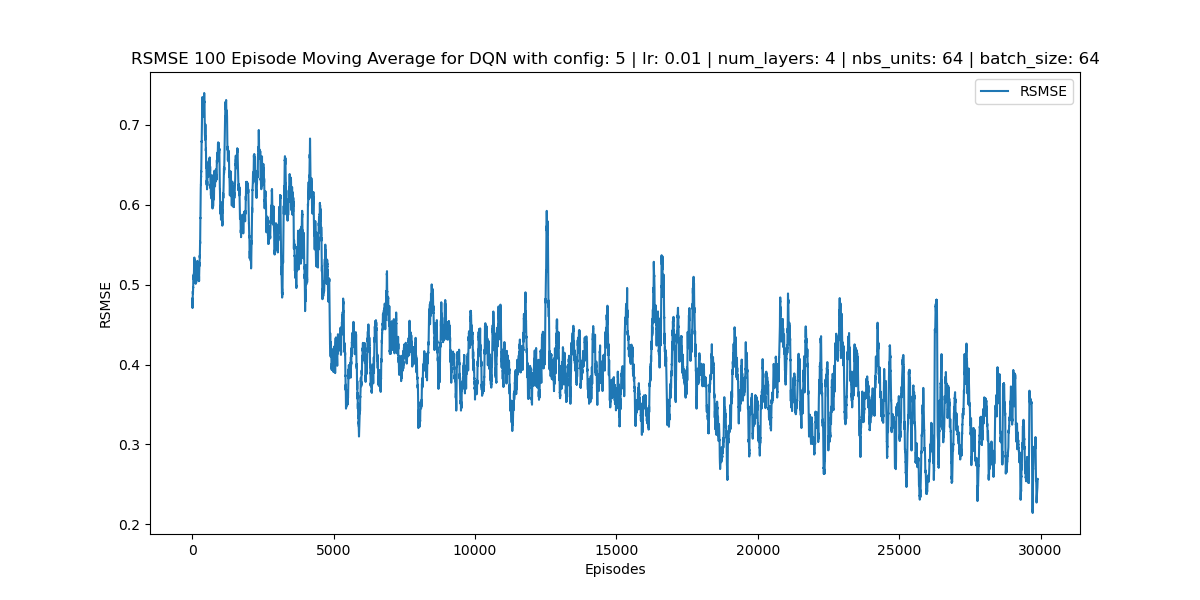 RSMSE 100 Episode Moving Average for DQN with config: 5 | lr: 0.01 | num_layers: 4 | nbs_units: 64 | batch_size: 64
RSMSE
0.7
0.6
0.5
0.4
0.3
0.2
RSMSE
0 5000 10000 15000 20000 25000 30000
Episodes